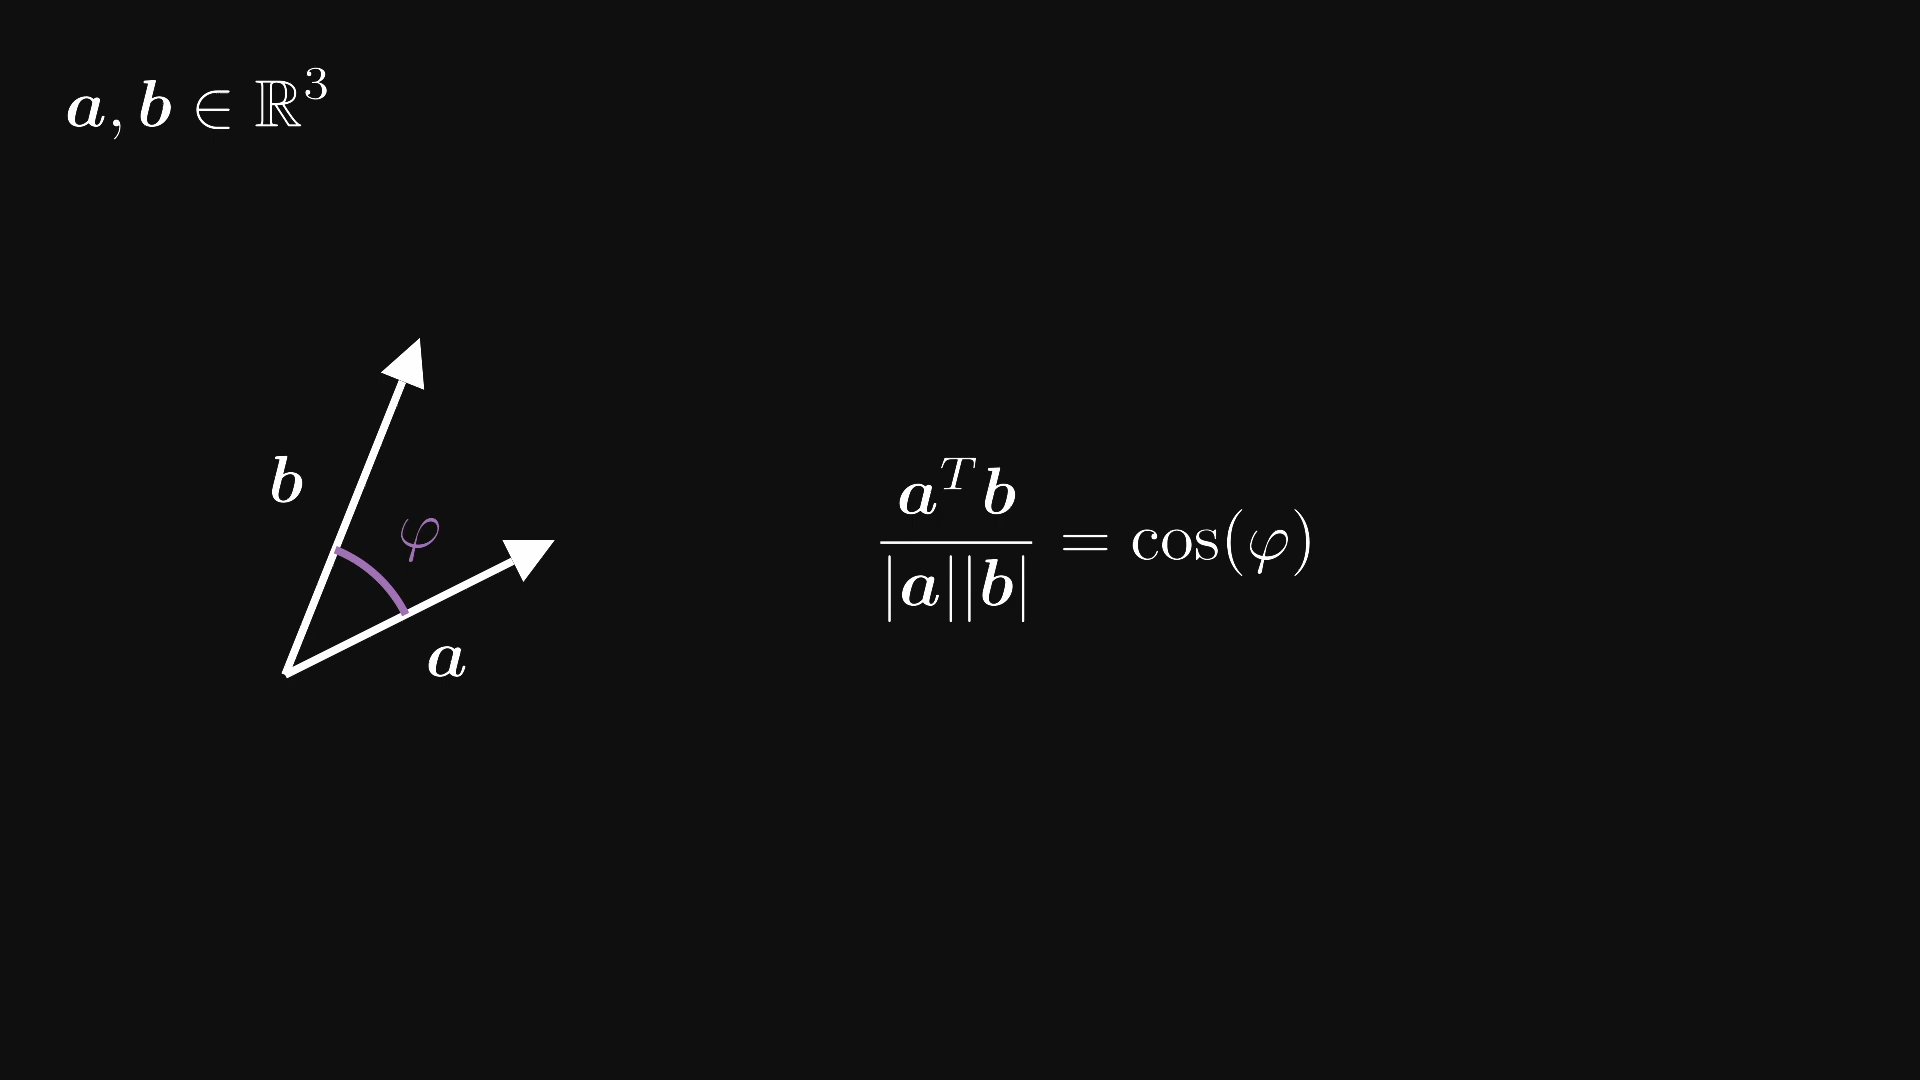 a, b ∈ ℝ³
b
φ
a
aᵀb / |a||b| = cos(φ)